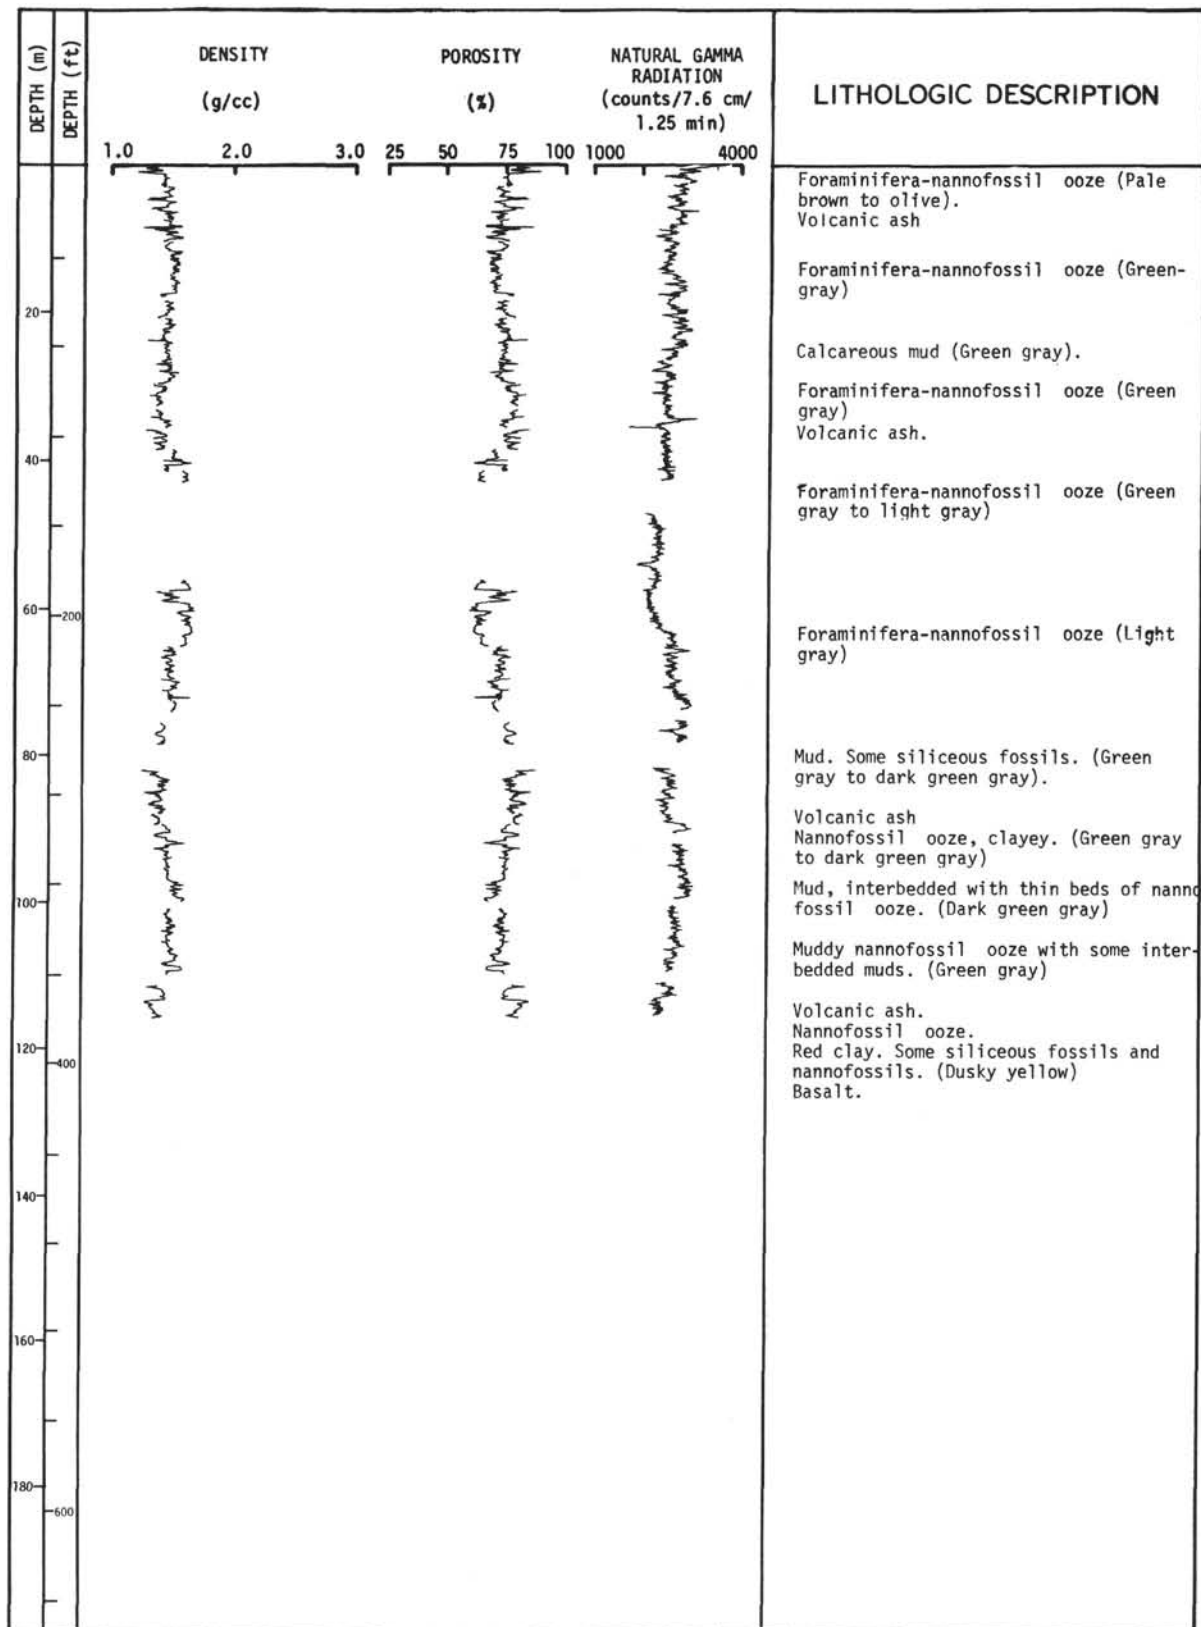 DEPTH (m)
DEPTH (ft)
DENSITY
(g/cc)
1.0 2.0 3.0
POROSITY
(%)
25 50 75 100
NATURAL GAMMA
RADIATION
(counts/7.6 cm/
1.25 min)
1000 4000
LITHOLOGIC DESCRIPTION
Foraminifera-nannofossil ooze (Pale
brown to olive).
Volcanic ash
Foraminifera-nannofossil ooze (Green-
gray)
20
Calcareous mud (Green gray).
Foraminifera-nannofossil ooze (Green
gray)
Volcanic ash.
40
Foraminifera-nannofossil ooze (Green
gray to light gray)
60
200
Foraminifera-nannofossil ooze (Light
gray)
80
Mud. Some siliceous fossils. (Green
gray to dark green gray).
Volcanic ash
Nannofossil ooze, clayey. (Green gray
to dark green gray)
100
Mud, interbedded with thin beds of nanno
fossil ooze. (Dark green gray)
Muddy nannofossil ooze with some inter-
bedded muds. (Green gray)
Volcanic ash.
Nannofossil ooze.
120
400
Red clay. Some siliceous fossils and
nannofossils. (Dusky yellow)
Basalt.
140
160
180
600